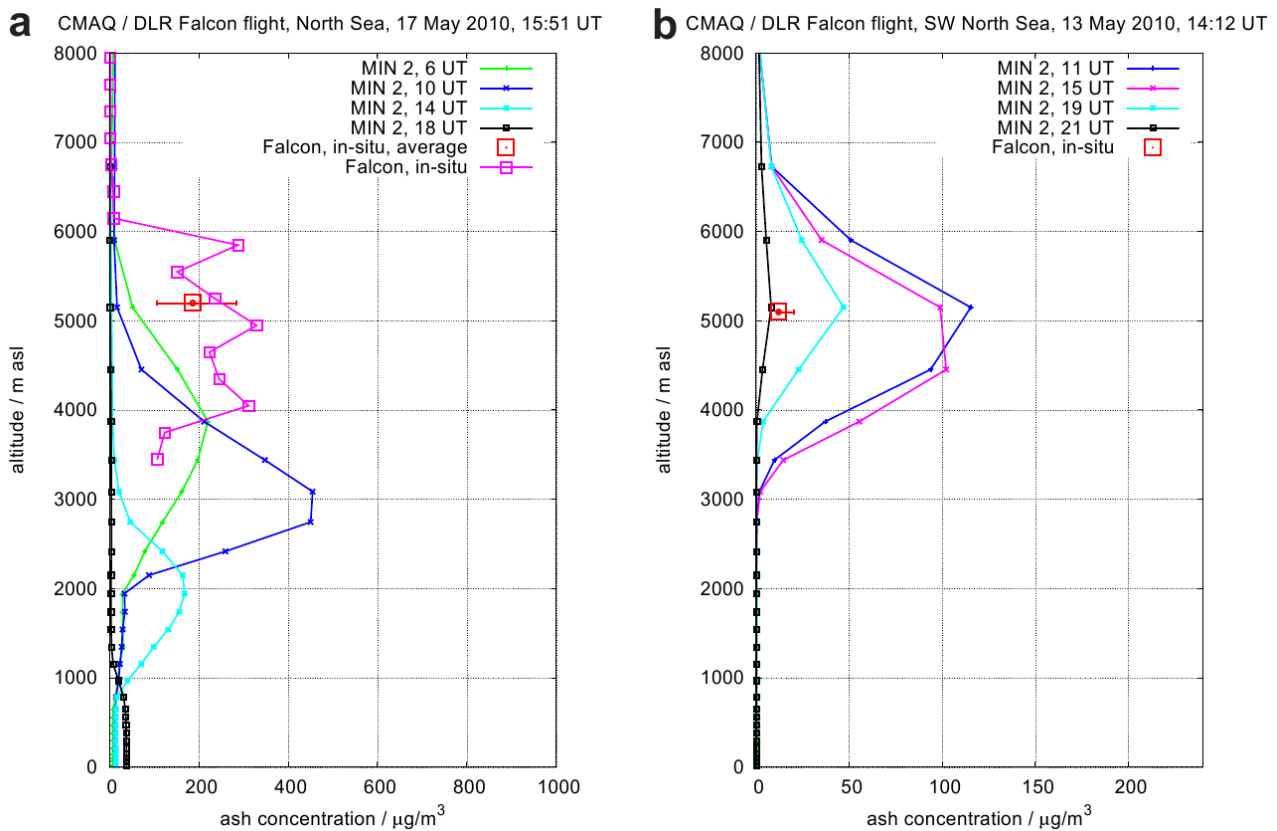 a CMAQ / DLR Falcon flight, North Sea, 17 May 2010, 15:51 UT
8000
7000
6000
5000
4000
3000
2000
1000
0
altitude / m asl
MIN 2, 6 UT
MIN 2, 10 UT
MIN 2, 14 UT
MIN 2, 18 UT
Falcon, in-situ, average
Falcon, in-situ
0 200 400 600 800 1000
ash concentration / μg/m³
b CMAQ / DLR Falcon flight, SW North Sea, 13 May 2010, 14:12 UT
8000
7000
6000
5000
4000
3000
2000
1000
0
altitude / m asl
MIN 2, 11 UT
MIN 2, 15 UT
MIN 2, 19 UT
MIN 2, 21 UT
Falcon, in-situ
0 50 100 150 200
ash concentration / μg/m³